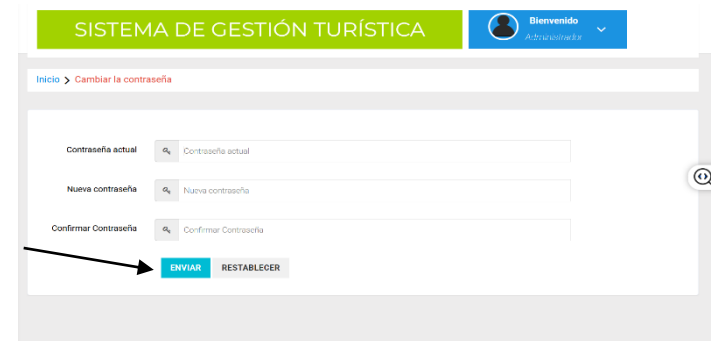 SISTEMA DE GESTIÓN TURÍSTICA
Bienvenido
Administrador
Inicio > Cambiar la contraseña
Contraseña actual
Contraseña actual
Nueva contraseña
Nueva contraseña
Confirmar Contraseña
Confirmar Contraseña
ENVIAR RESTABLECER